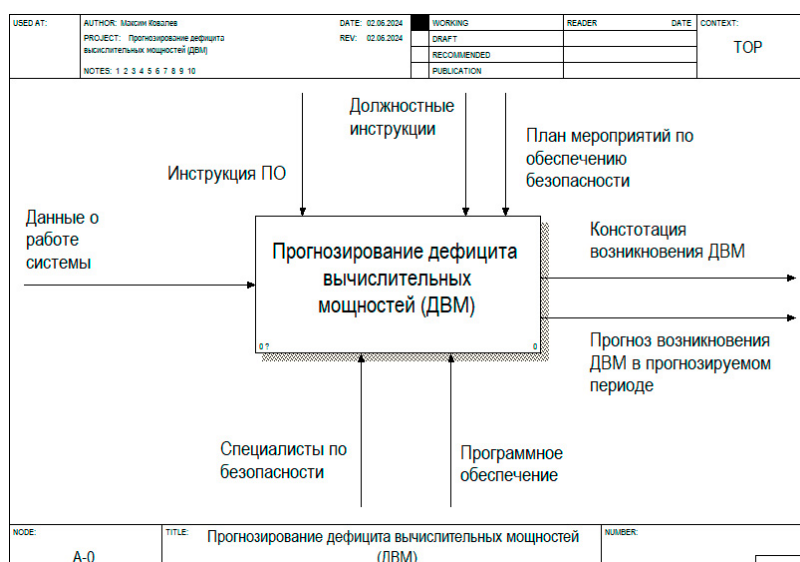 USED AT:
AUTHOR: Максим Ковалев
DATE: 02.06.2024
WORKING
READER
DATE
CONTEXT:
PROJECT: Прогнозирование дефицита
REV: 02.06.2024
DRAFT
TOP
вычислительных мощностей (ДВМ)
RECOMMENDED
NOTES: 1 2 3 4 5 6 7 8 9 10
PUBLICATION
Должностные
инструкции
План мероприятий по
обеспечению
безопасности
Инструкция ПО
Данные о
работе
системы
Прогнозирование дефицита
вычислительных
мощностей (ДВМ)
0 ?
0
Констотация
возникновения ДВМ
Прогноз возникновения
ДВМ в прогнозируемом
периоде
Специалисты по
безопасности
Программное
обеспечение
NODE:
A-0
TITLE:
Прогнозирование дефицита вычислительных мощностей
(ДВМ)
NUMBER: